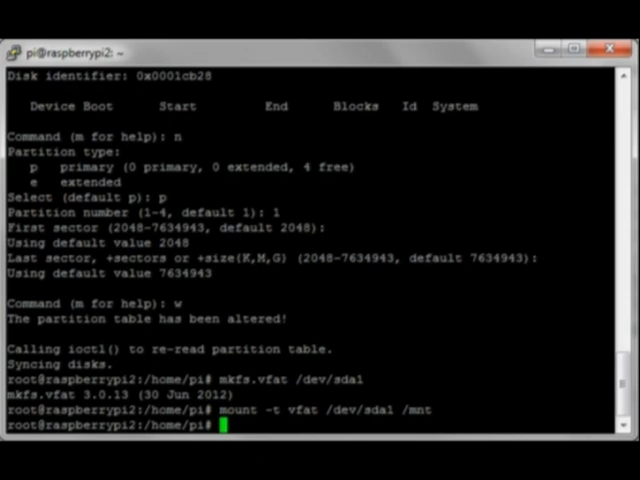 pi@raspberrypi2: ~
Disk identifier: 0x0001cb28
Device Boot Start End Blocks Id System
Command (m for help): n
Partition type:
p primary (0 primary, 0 extended, 4 free)
e extended
Select (default p): p
Partition number (1-4, default 1): 1
First sector (2048-7634943, default 2048):
Using default value 2048
Last sector, +sectors or +size{K,M,G} (2048-7634943, default 7634943):
Using default value 7634943
Command (m for help): w
The partition table has been altered!
Calling ioctl() to re-read partition table.
Syncing disks.
root@raspberrypi2:/home/pi# mkfs.vfat /dev/sda1
mkfs.vfat 3.0.13 (30 Jun 2012)
root@raspberrypi2:/home/pi# mount -t vfat /dev/sda1 /mnt
root@raspberrypi2:/home/pi#